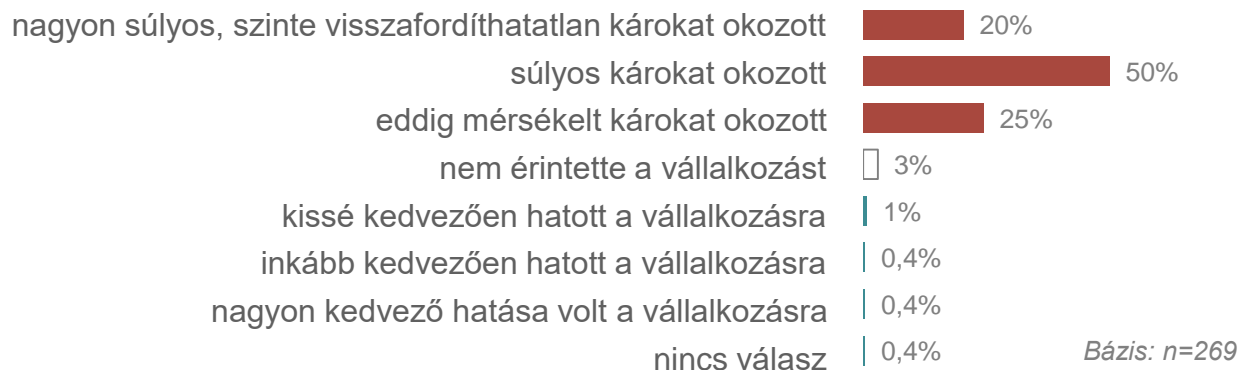 nagyon súlyos, szinte visszafordíthatatlan károkat okozott 20%
súlyos károkat okozott 50%
eddig mérsékelt károkat okozott 25%
nem érintette a vállalkozást 3%
kissé kedvezően hatott a vállalkozásra 1%
inkább kedvezően hatott a vállalkozásra 0,4%
nagyon kedvező hatása volt a vállalkozásra 0,4%
nincs válasz 0,4% Bázis: n=269